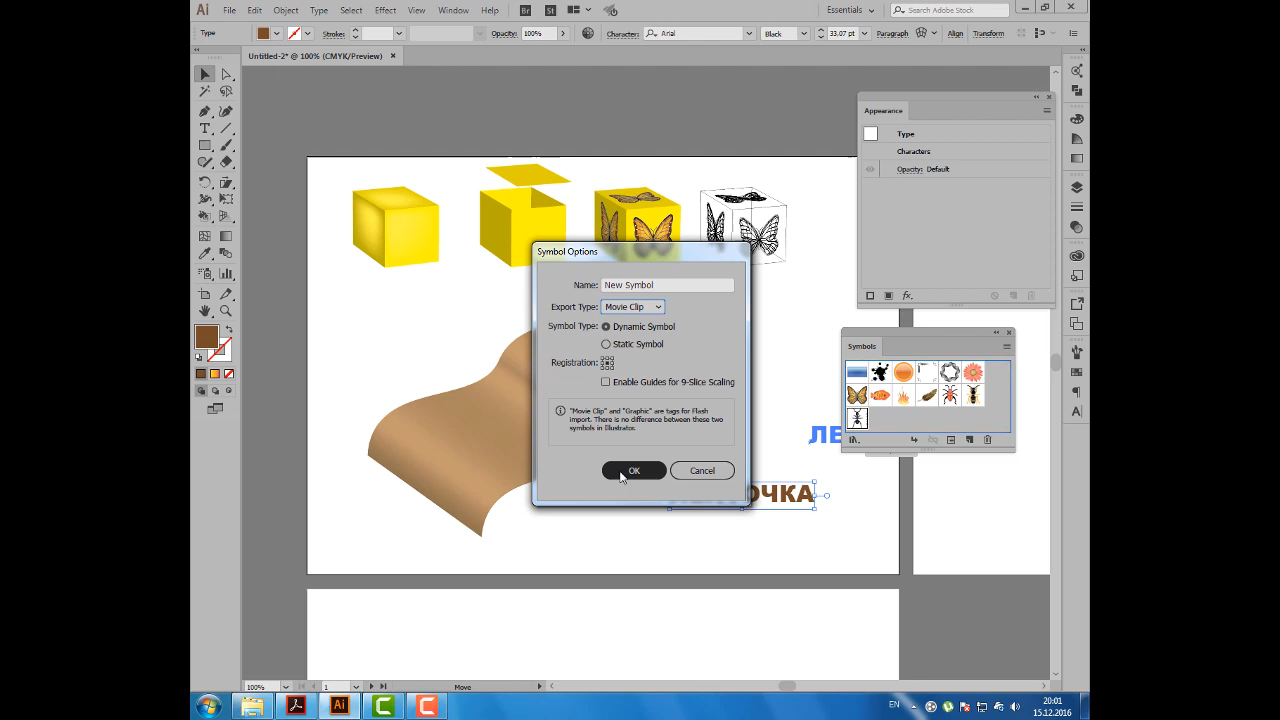 Ai File Edit Object Type Select Effect View Window Help Br St Essentials Search Adobe Stock
Type Strokes: Opacity: 100% Character: Arial Black 33,07 pt Paragraph Align Transform
Untitled-2* @ 100% (CMYK/Preview)
Appearance
Type
Characters
Opacity: Default
fx
Symbol Options
Name: New Symbol
Export Type: Movie Clip
Symbol Type: Dynamic Symbol
Static Symbol
Registration:
Enable Guides for 9-Slice Scaling
"Movie Clip" and "Graphic" are tags for Flash
import. There is no difference between these two
symbols in Illustrator.
OK Cancel
Symbols
ЛЕ
ОЧКА
100% 1 Move
EN 20:01
15.12.2016